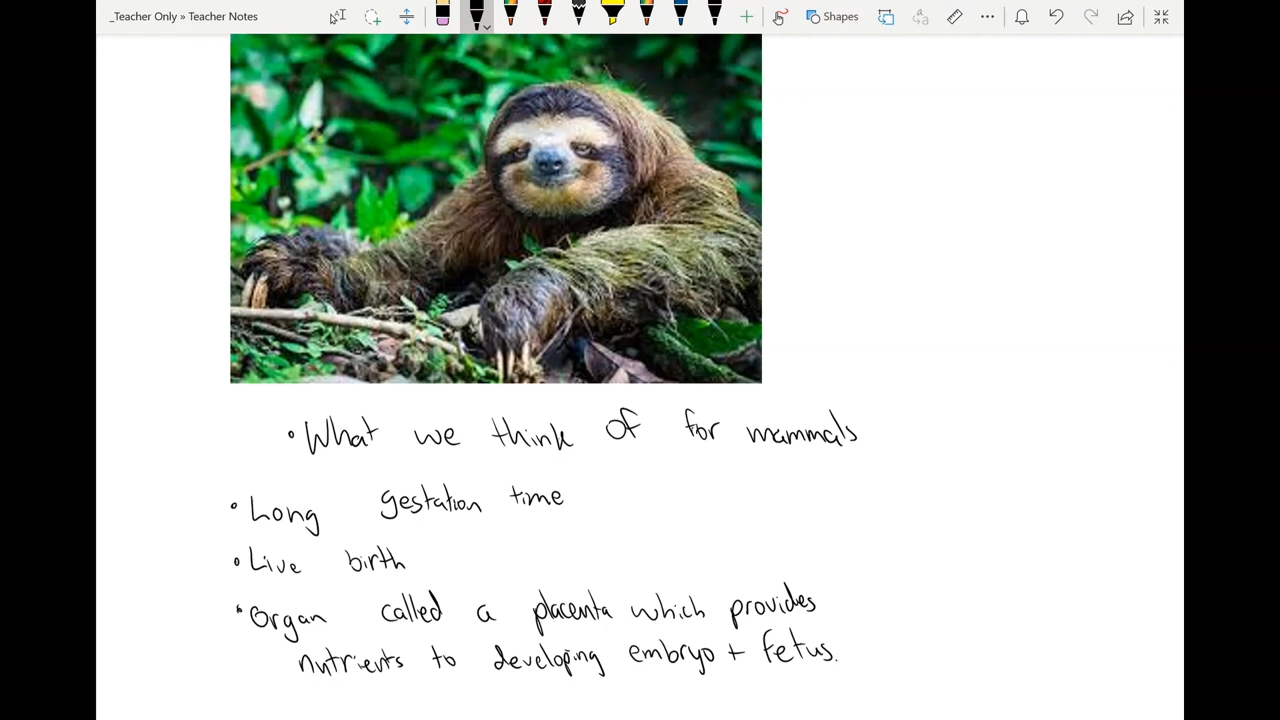 _Teacher Only » Teacher Notes
Shapes
• What we think of for mammals
• Long gestation time
• Live birth
• Organ called a placenta which provides
nutrients to developing embryo + fetus.